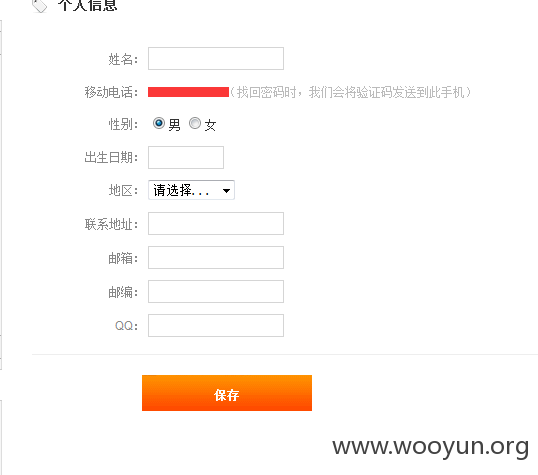 个人信息
姓名：
移动电话：（找回密码时，我们会将验证码发送到此手机）
性别：男 女
出生日期：
地区：请选择...
联系地址：
邮箱：
邮编：
QQ：
保存
www.wooyun.org